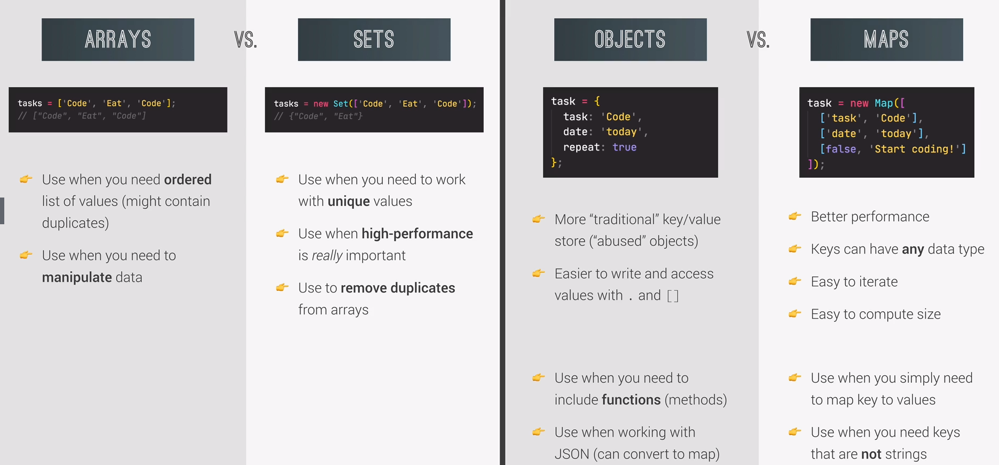 ARRAYS
VS.
SETS
tasks = ['Code', 'Eat', 'Code'];
// ["Code", "Eat", "Code"]
👉 Use when you need ordered
list of values (might contain
duplicates)
👉 Use when you need to
manipulate data
tasks = new Set(['Code', 'Eat', 'Code']);
// {"Code", "Eat"}
👉 Use when you need to work
with unique values
👉 Use when high-performance
is really important
👉 Use to remove duplicates
from arrays
OBJECTS
VS.
MAPS
task = {
  task: 'Code',
  date: 'today',
  repeat: true
};
👉 More “traditional” key/value
store (“abused” objects)
👉 Easier to write and access
values with . and []
👉 Use when you need to
include functions (methods)
👉 Use when working with
JSON (can convert to map)
task = new Map([
  ['task', 'Code'],
  ['date', 'today'],
  [false, 'Start coding!']
]);
👉 Better performance
👉 Keys can have any data type
👉 Easy to iterate
👉 Easy to compute size
👉 Use when you simply need
to map key to values
👉 Use when you need keys
that are not strings